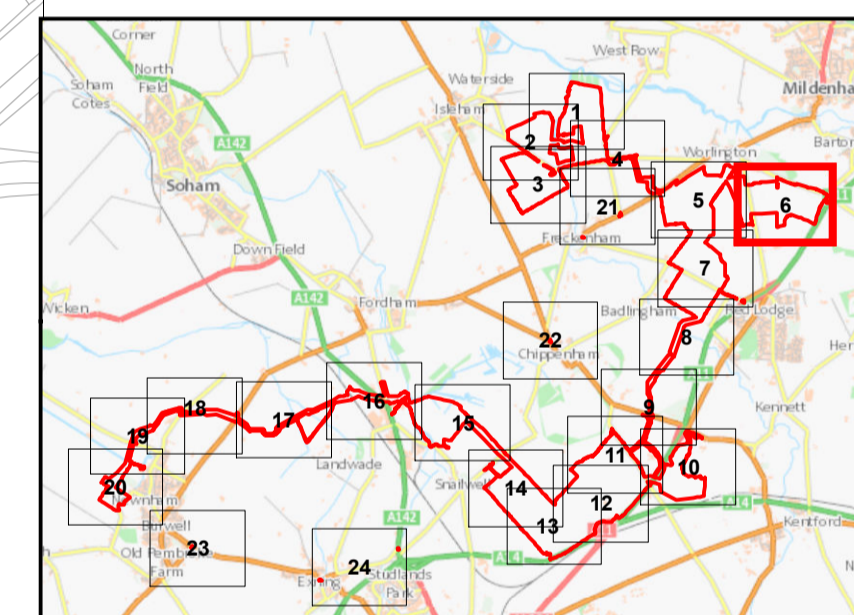 Corner
North
Field
Soham
Cotes
A142
Soham
Down Field
A142
Wicken
Fordham
West Row
Waterside
Isleham
Mildenha
Barton
Worlington
11
1
2
3
4
5
6
21
Freckenham
7
Badlingham
Red Lodge
8
22
Chippenham
Her
A11
Kennett
9
16
15
17
18
19
20
Landwade
Snailwell
14
13
12
11
10
A14
Kentford
A142
A14
Burwell
23
Old Pembroke
Farm
24
Exning
Studlands
Park
N